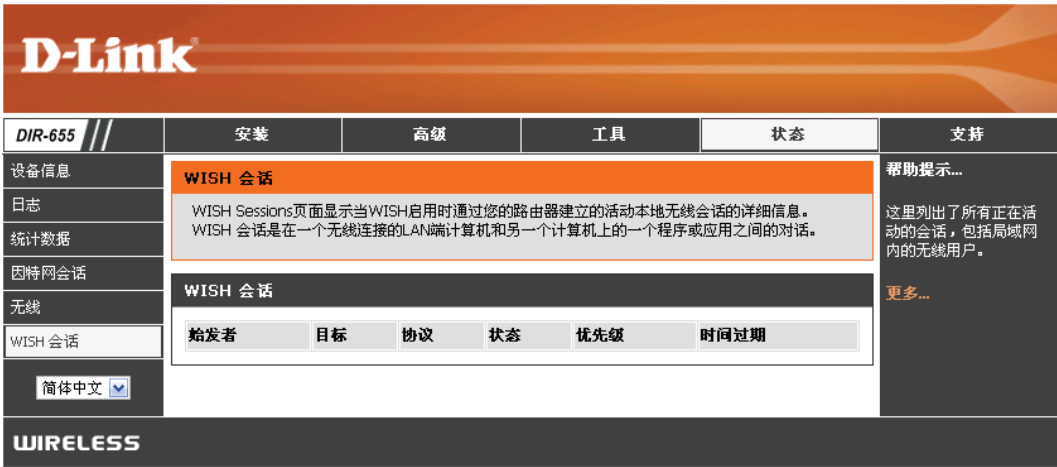 D-Link
DIR-655
安装
高级
工具
状态
支持
设备信息
日志
统计数据
因特网会话
无线
WISH 会话
简体中文
WISH 会话
WISH Sessions页面显示当WISH启用时通过您的路由器建立的活动本地无线会话的详细信息。
WISH 会话是在一个无线连接的LAN端计算机和另一个计算机上的一个程序或应用之间的对话。
WISH 会话
始发者 目标 协议 状态 优先级 时间过期
帮助提示...
这里列出了所有正在活
动的会话，包括局域网
内的无线用户。
更多...
WIRELESS